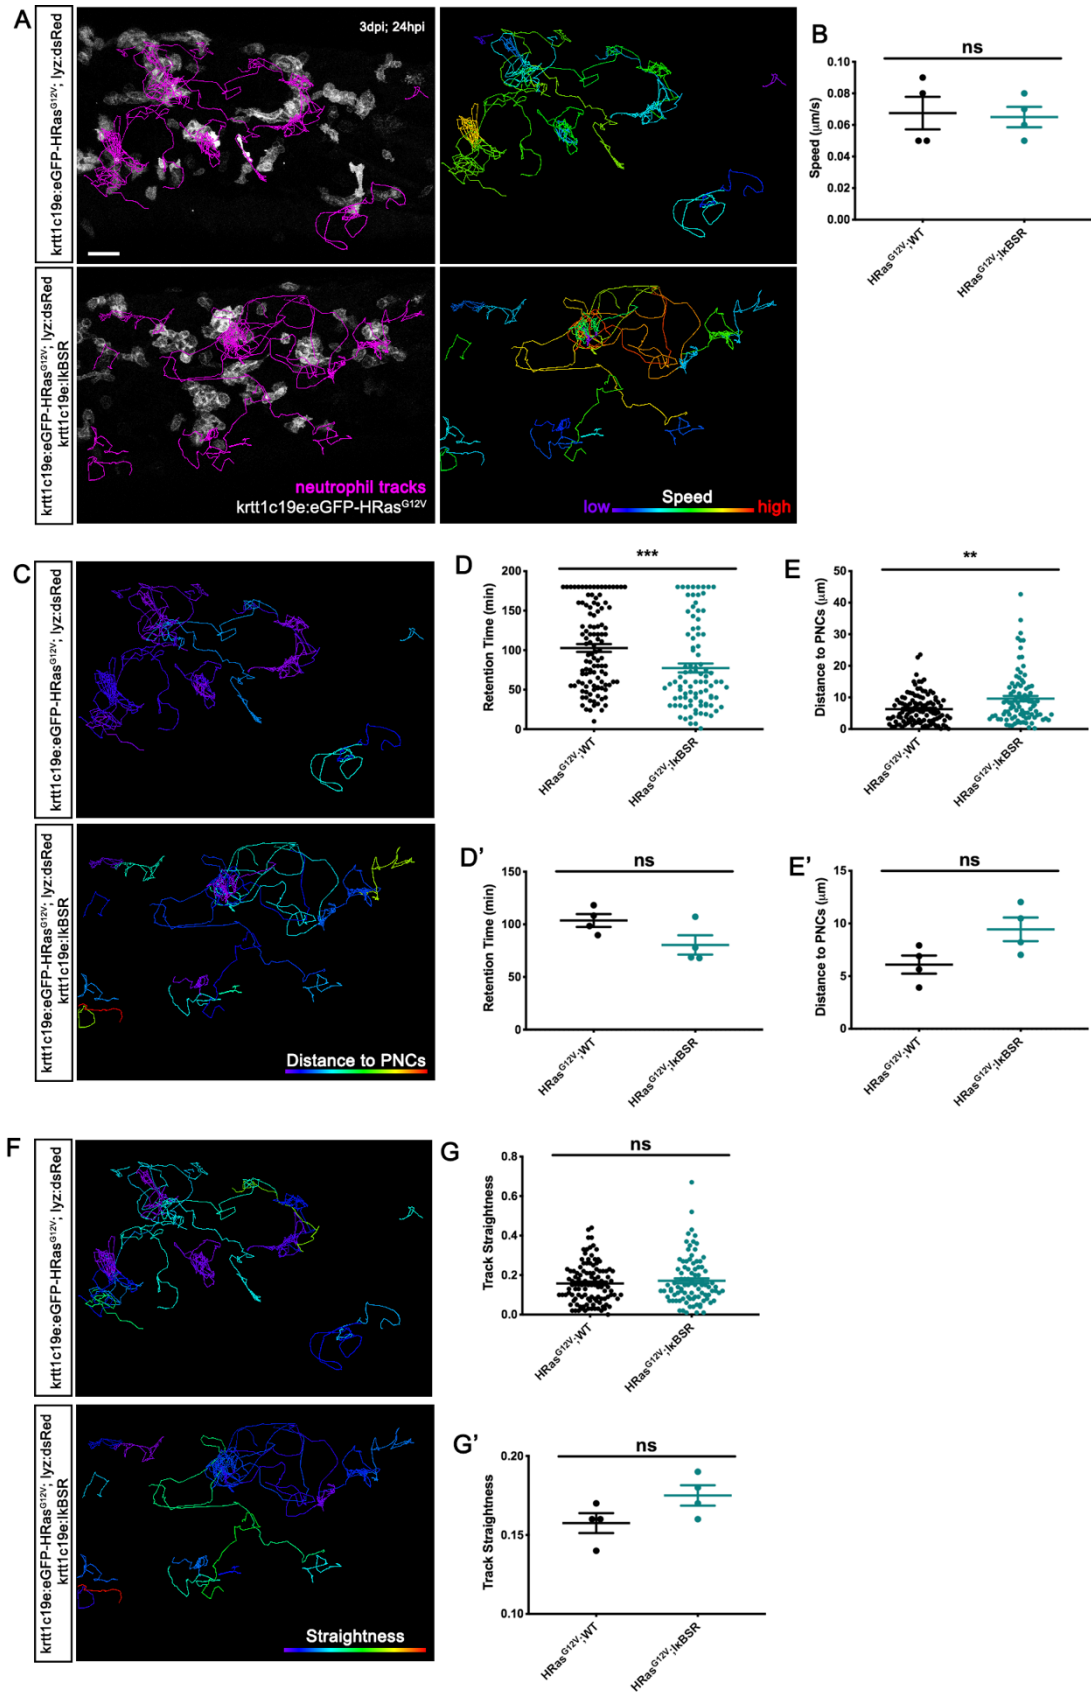 A
krtt1c19e:eGFP-HRasG12V; lyz:dsRed
3dpi; 24hpi
krtt1c19e:eGFP-HRasG12V; lyz:dsRed
krtt1c19e:IkBSR
neutrophil tracks
krtt1c19e:eGFP-HRasG12V
Speed
low
high
B
ns
Speed (μm/s)
0.10
0.08
0.06
0.04
0.02
0.00
HRasG12V;WT
HRasG12V;IκBSR
C
krtt1c19e:eGFP-HRasG12V; lyz:dsRed
krtt1c19e:eGFP-HRasG12V; lyz:dsRed
krtt1c19e:IkBSR
Distance to PNCs
D
***
Retention Time (min)
200
150
100
50
0
HRasG12V;WT
HRasG12V;IκBSR
E
**
Distance to PNCs (μm)
50
40
30
20
10
0
HRasG12V;WT
HRasG12V;IκBSR
D'
ns
Retention Time (min)
150
100
50
0
HRasG12V;WT
HRasG12V;IκBSR
E'
ns
Distance to PNCs (μm)
15
10
5
0
HRasG12V;WT
HRasG12V;IκBSR
F
krtt1c19e:eGFP-HRasG12V; lyz:dsRed
krtt1c19e:eGFP-HRasG12V; lyz:dsRed
krtt1c19e:IkBSR
Straightness
G
ns
Track Straightness
0.8
0.6
0.4
0.2
0.0
HRasG12V;WT
HRasG12V;IκBSR
G'
ns
Track Straightness
0.20
0.15
0.10
HRasG12V;WT
HRasG12V;IκBSR